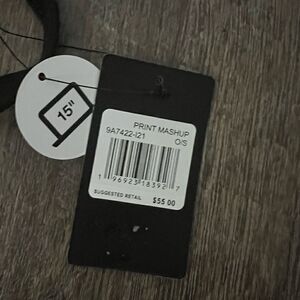 15"
PRINT MASHUP
9A7422-I21
O/S
1 96923 18392 7
SUGGESTED RETAIL
$55.00